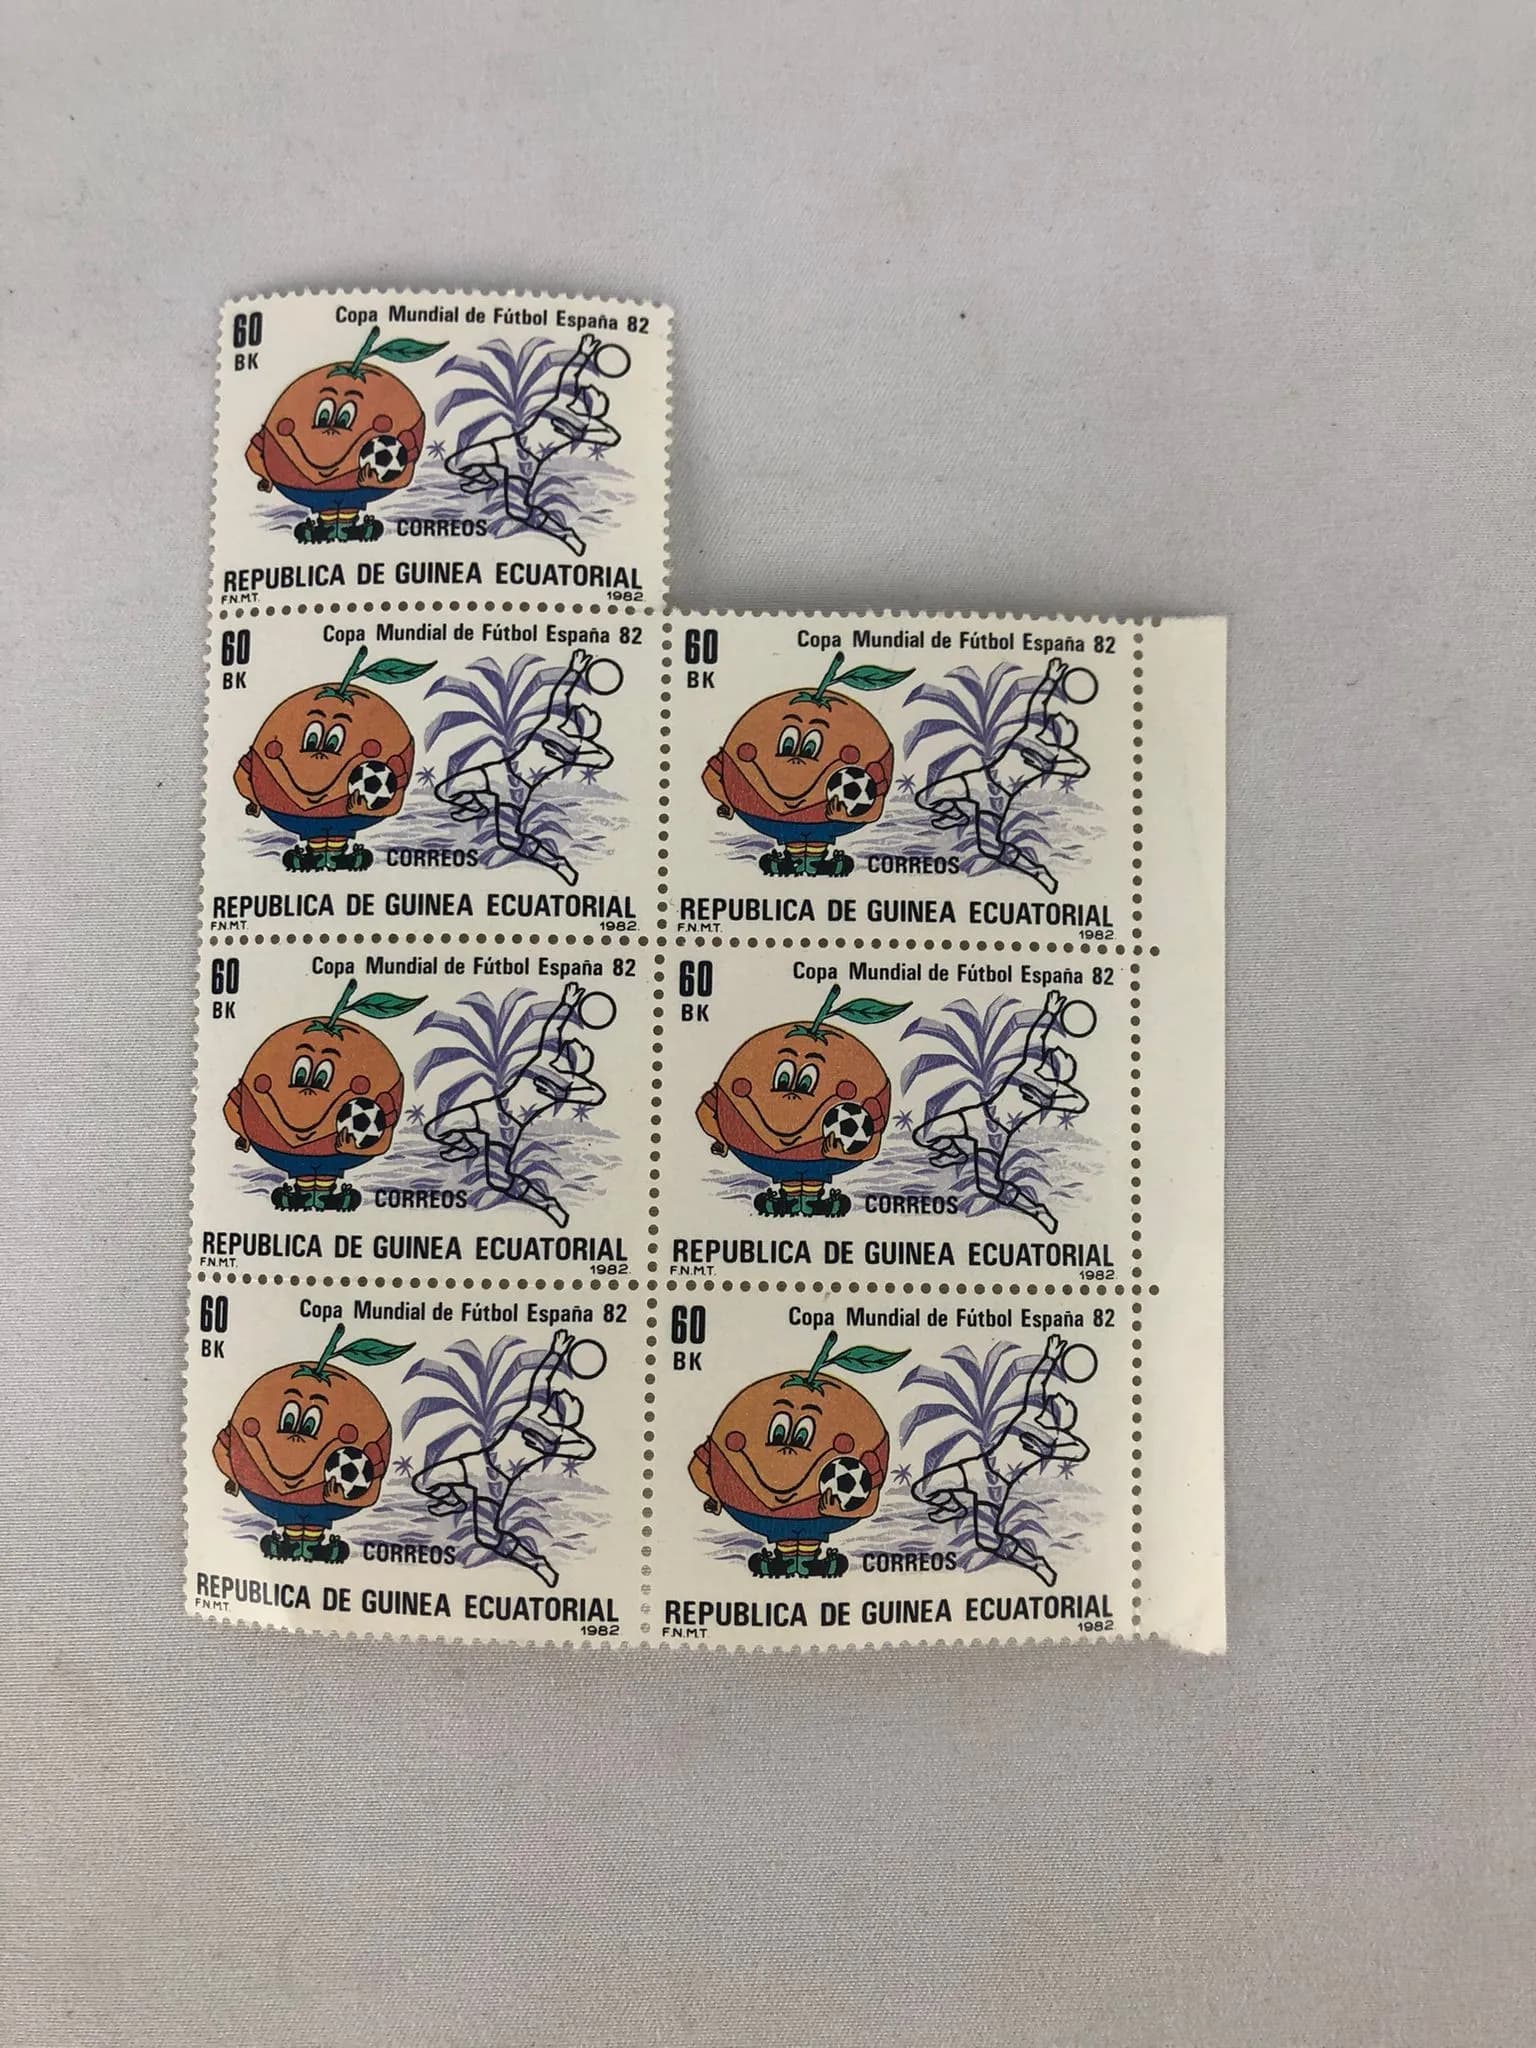 60 Copa Mundial de Fútbol España 82
BK
CORREOS
REPUBLICA DE GUINEA ECUATORIAL
F.N.M.T. 1982
60 Copa Mundial de Fútbol España 82
BK
CORREOS
REPUBLICA DE GUINEA ECUATORIAL
F.N.M.T. 1982.
60 Copa Mundial de Fútbol España 82
BK
CORREOS
REPUBLICA DE GUINEA ECUATORIAL
F.N.M.T. 1982.
60 Copa Mundial de Fútbol España 82
BK
CORREOS
REPUBLICA DE GUINEA ECUATORIAL
F.N.M.T. 1982.
60 Copa Mundial de Fútbol España 82
BK
CORREOS
REPUBLICA DE GUINEA ECUATORIAL
F.N.M.T. 1982.
60 Copa Mundial de Fútbol España 82
BK
CORREOS
REPUBLICA DE GUINEA ECUATORIAL
F.N.M.T. 1982.
60 Copa Mundial de Fútbol España 82
BK
CORREOS
REPUBLICA DE GUINEA ECUATORIAL
F.N.M.T. 1982.